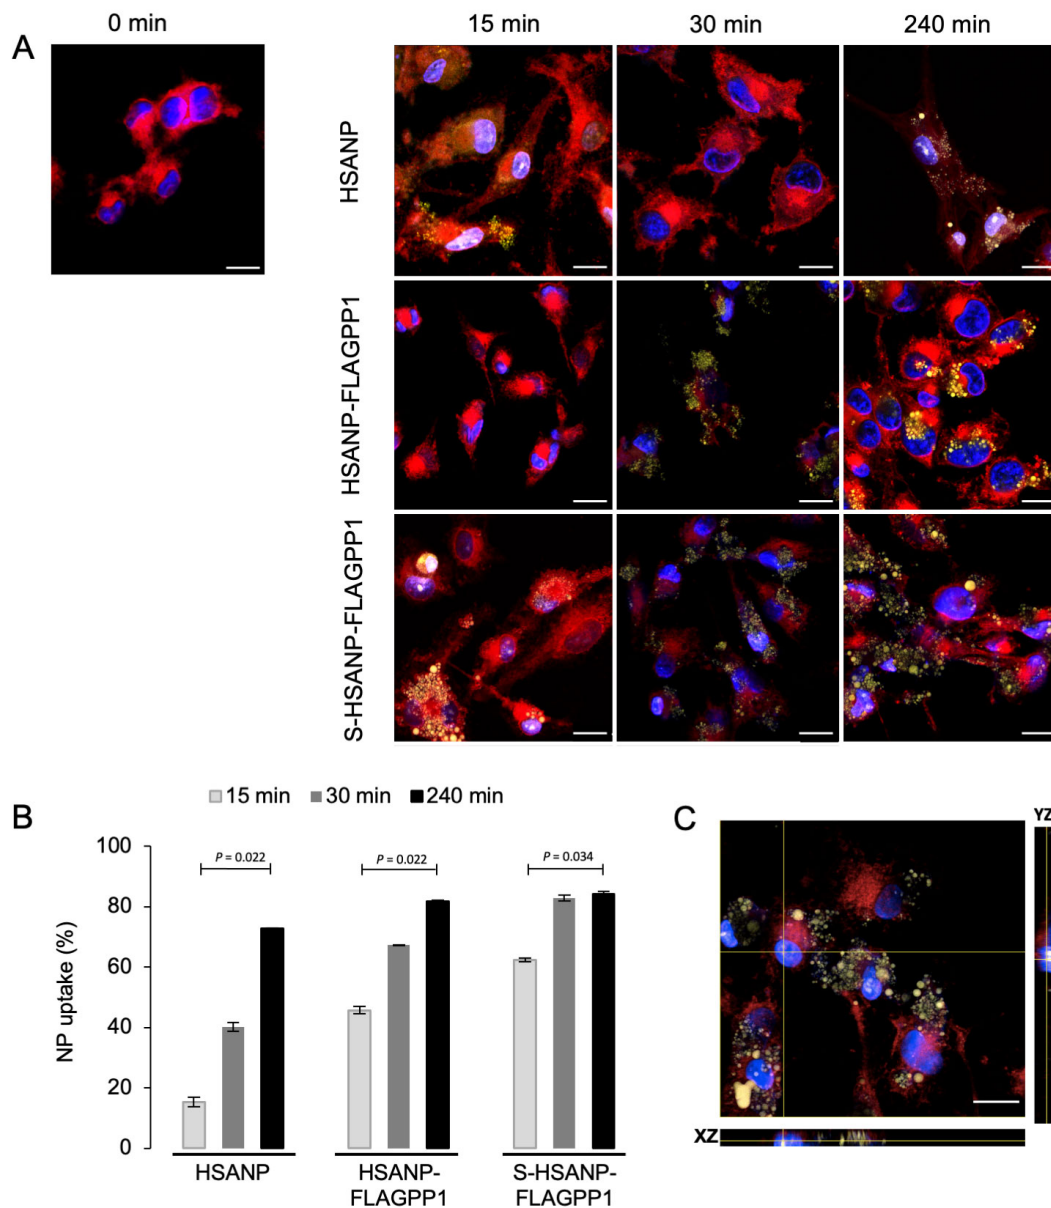 0 min
15 min
30 min
240 min
A
HSANP
HSANP-FLAGPP1
S-HSANP-FLAGPP1
15 min
30 min
240 min
B
C
NP uptake (%)
100
80
60
40
20
0
P = 0.022
P = 0.022
P = 0.034
HSANP
HSANP-
FLAGPP1
S-HSANP-
FLAGPP1
YZ
XZ